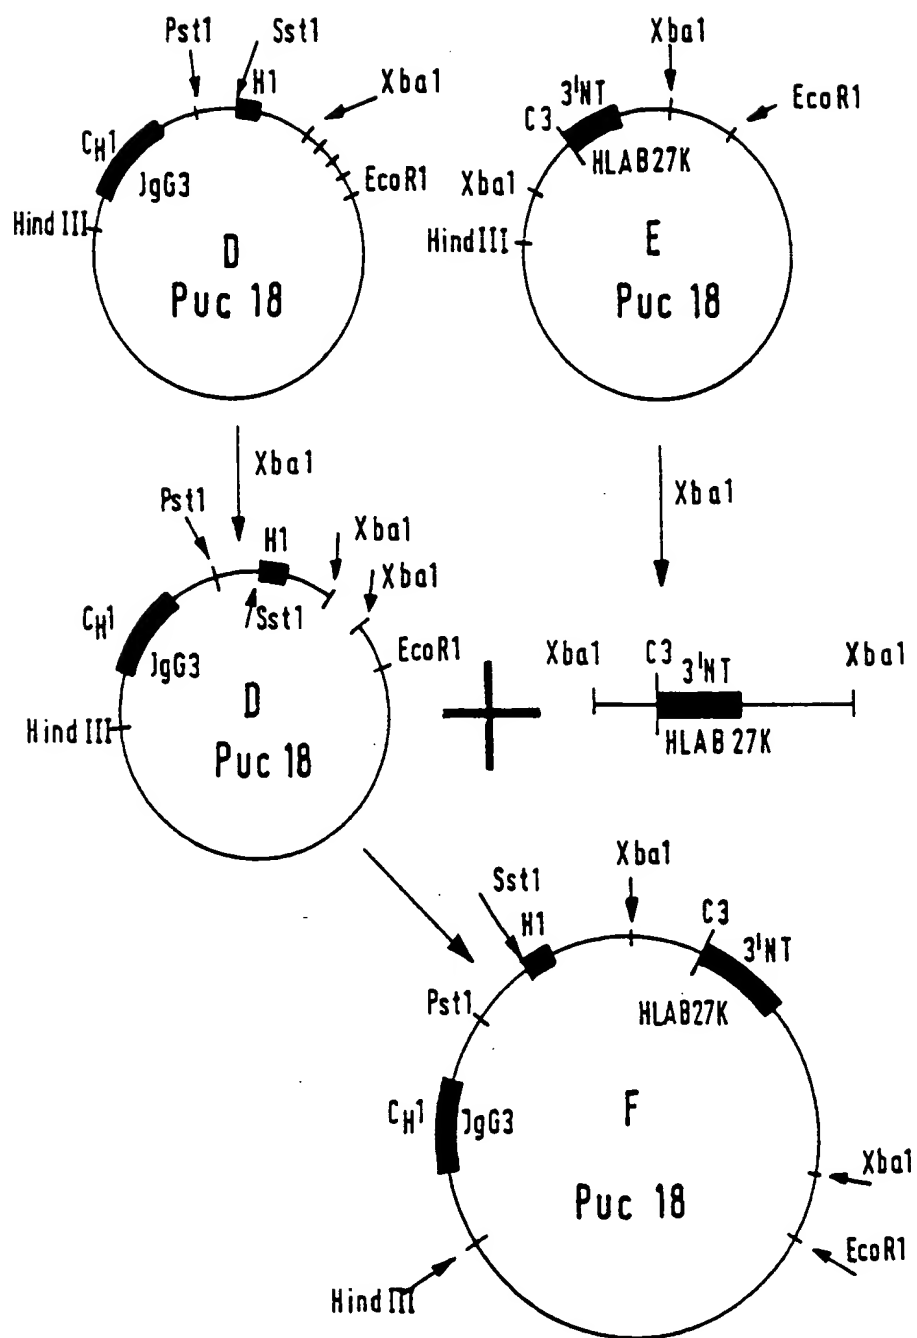 Pst1
Sst1
H1
Xba1
CH1
JgG3
EcoR1
Hind III
D
Puc 18
Xba1
3'NT
EcoR1
C3
HLAB27K
Xba1
Hind III
E
Puc 18
Xba1
Pst1
H1
Xba1
Xba1
Sst1
CH1
JgG3
EcoR1
Hind III
D
Puc 18
Xba1
Xba1
C3
3'NT
Xba1
HLAB 27K
Xba1
Sst1
H1
C3
3'NT
Pst1
HLAB27K
CH1
JgG3
F
Puc 18
Xba1
EcoR1
Hind III